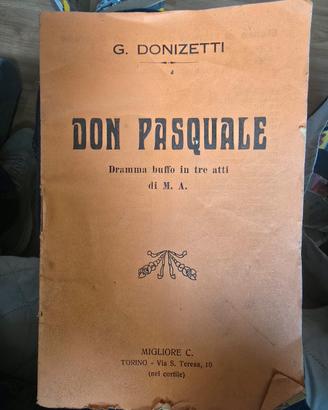 G. DONIZETTI
DON PASQUALE
Dramma buffo in tre atti
di M. A.
MIGLIORE C.
TORINO - Via S. Teresa, 10
(nel cortile)